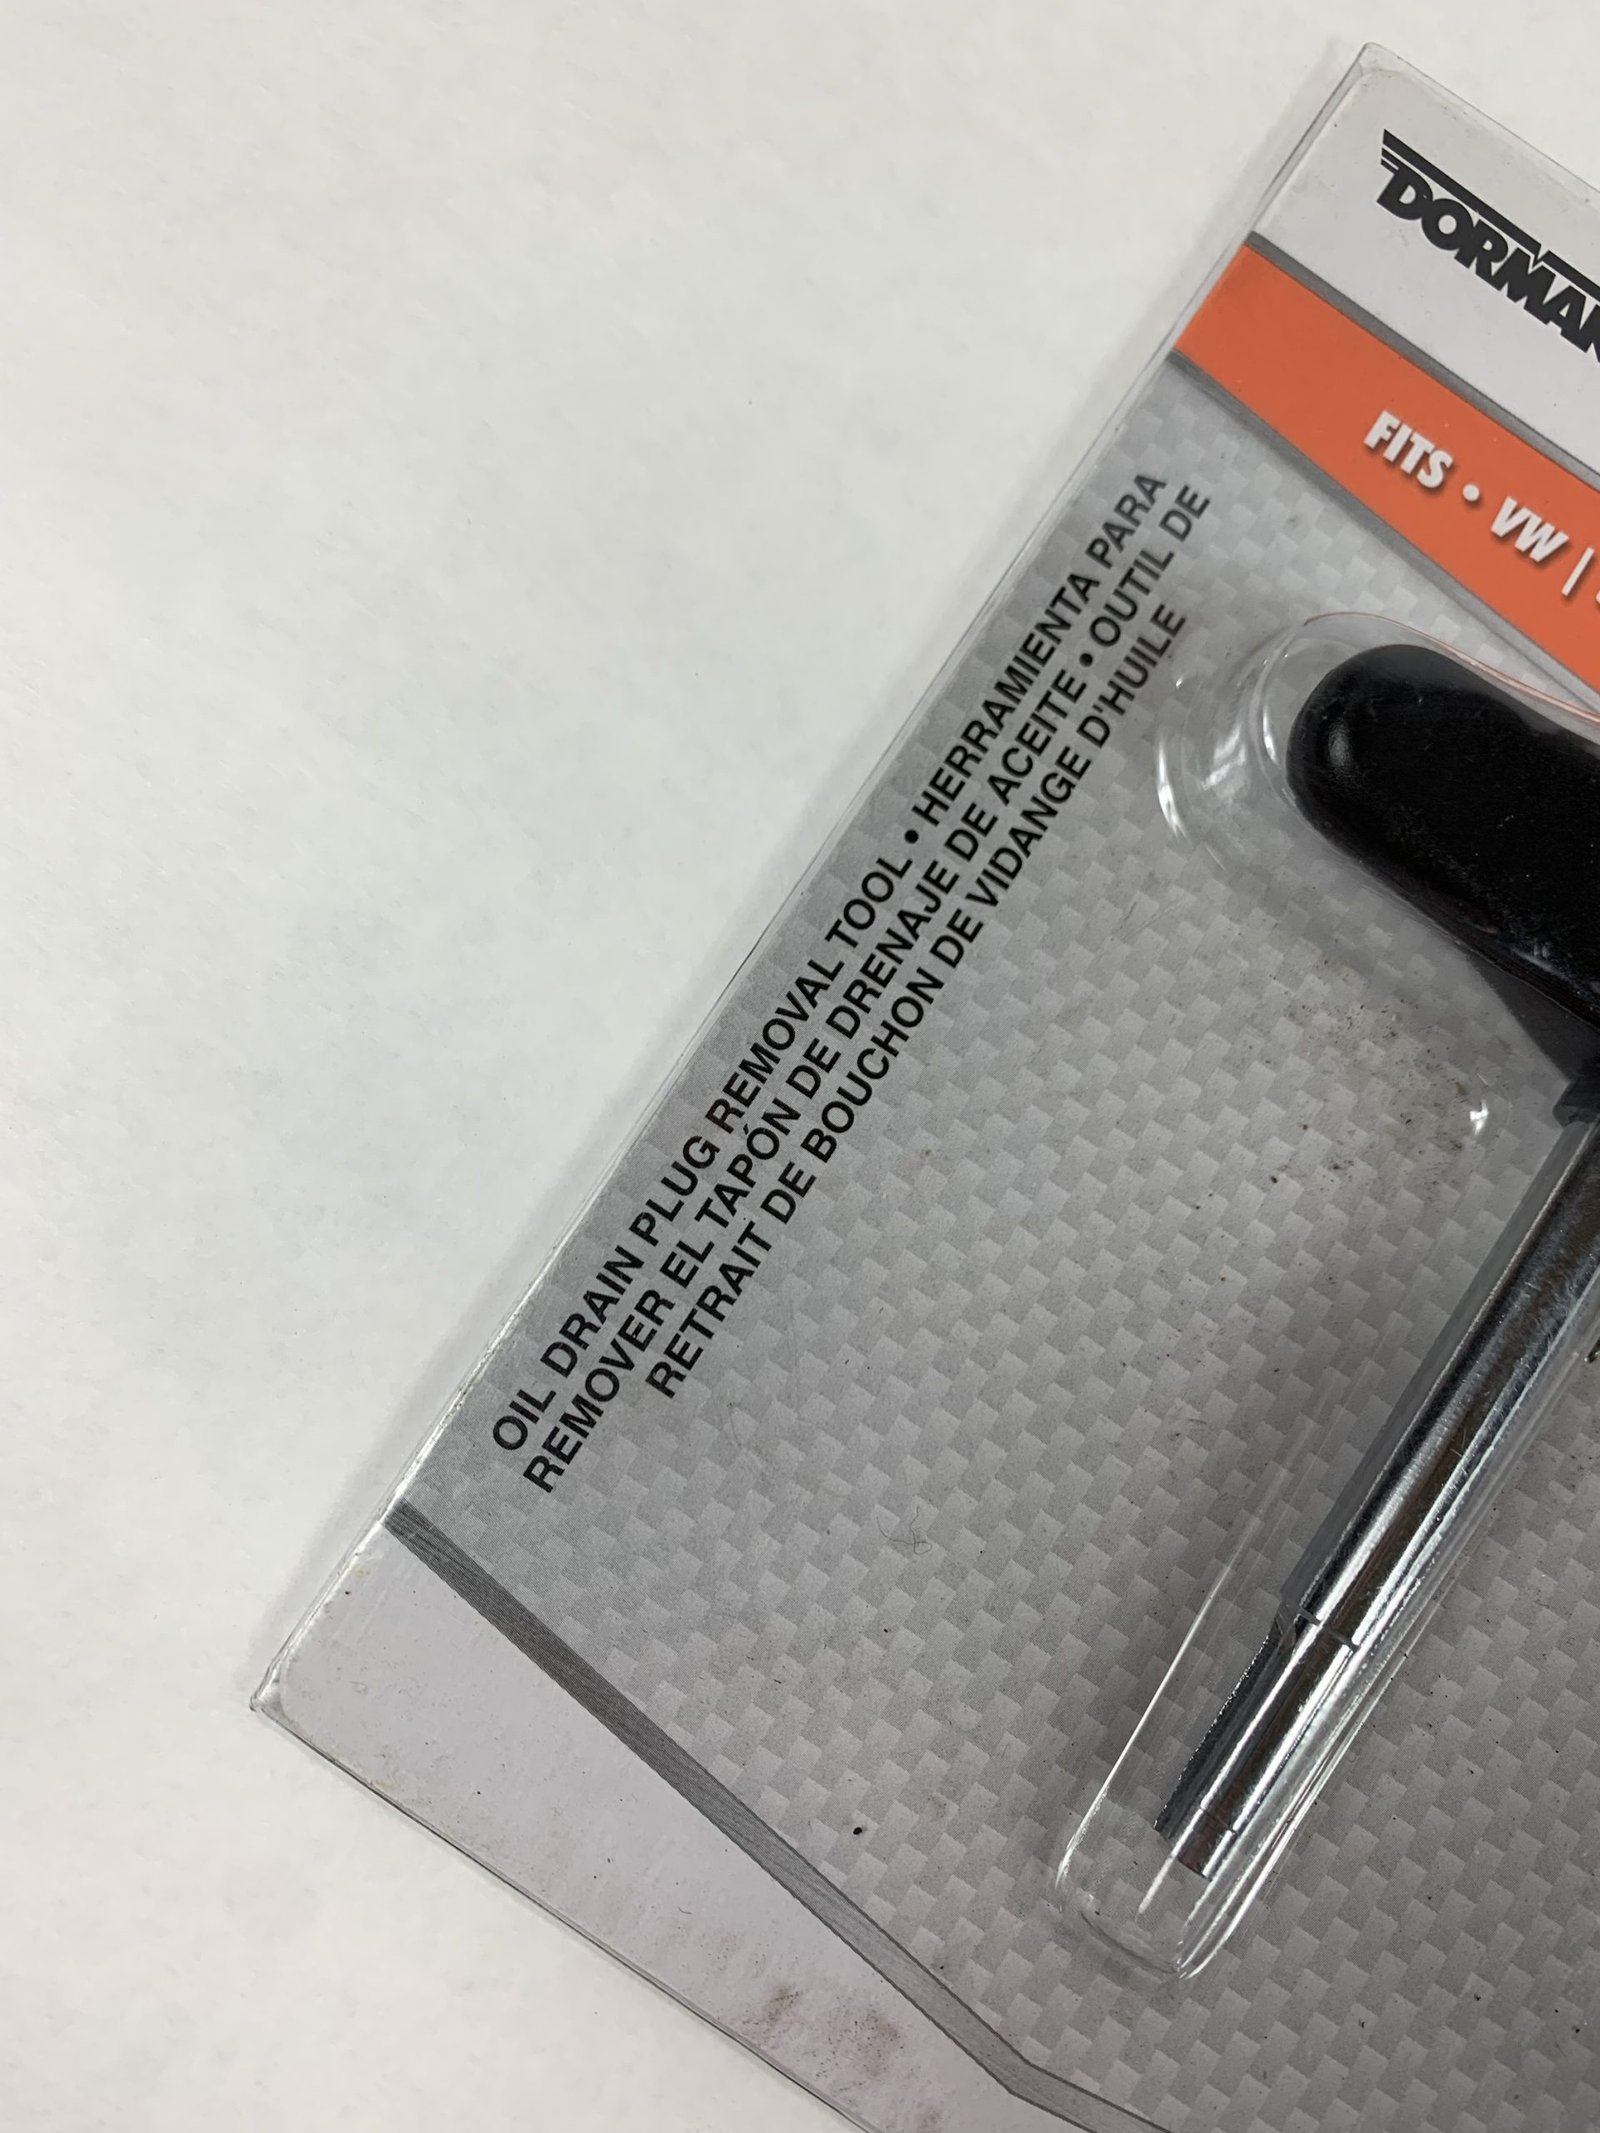 DORMAN
FITS • VW |
OIL DRAIN PLUG REMOVAL TOOL • HERRAMIENTA PARA
REMOVER EL TAPÓN DE DRENAJE DE ACEITE • OUTIL DE
RETRAIT DE BOUCHON DE VIDANGE D'HUILE